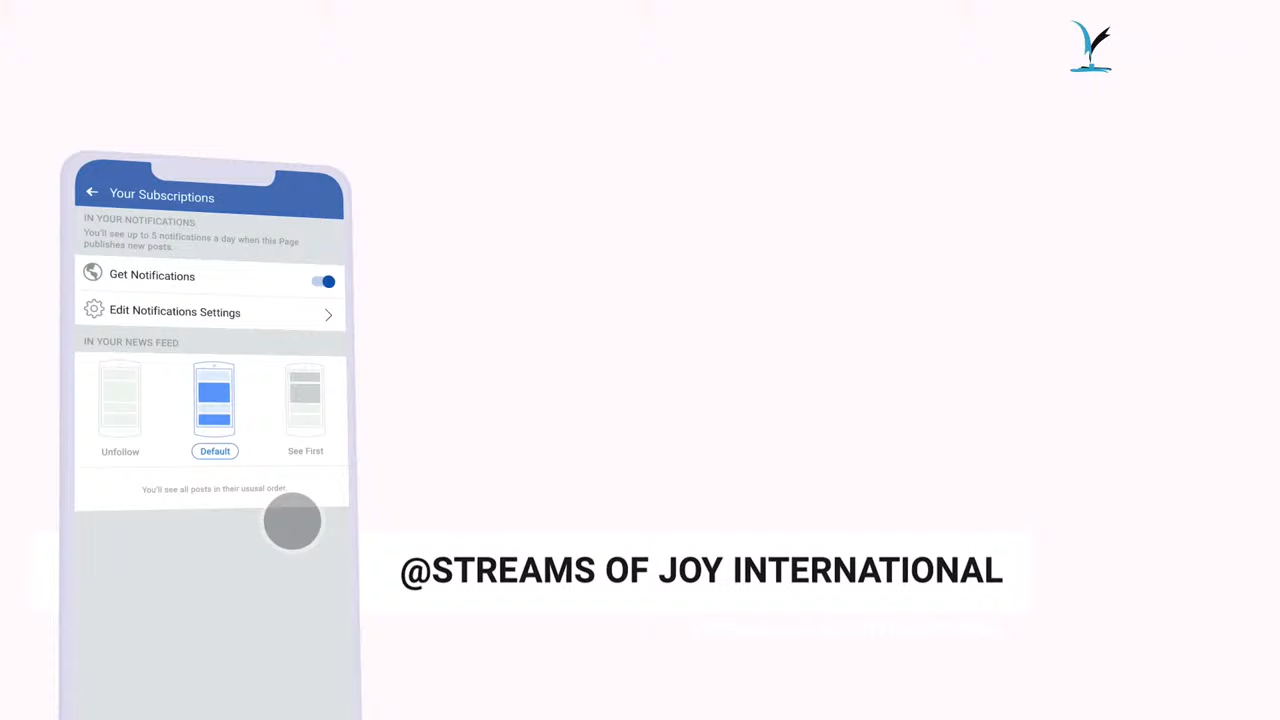 Your Subscriptions
IN YOUR NOTIFICATIONS
You'll see up to 5 notifications a day when this Page
publishes new posts.
Get Notifications
Edit Notifications Settings
IN YOUR NEWS FEED
Unfollow
Default
See First
You'll see all posts in their ususal order.
@STREAMS OF JOY INTERNATIONAL